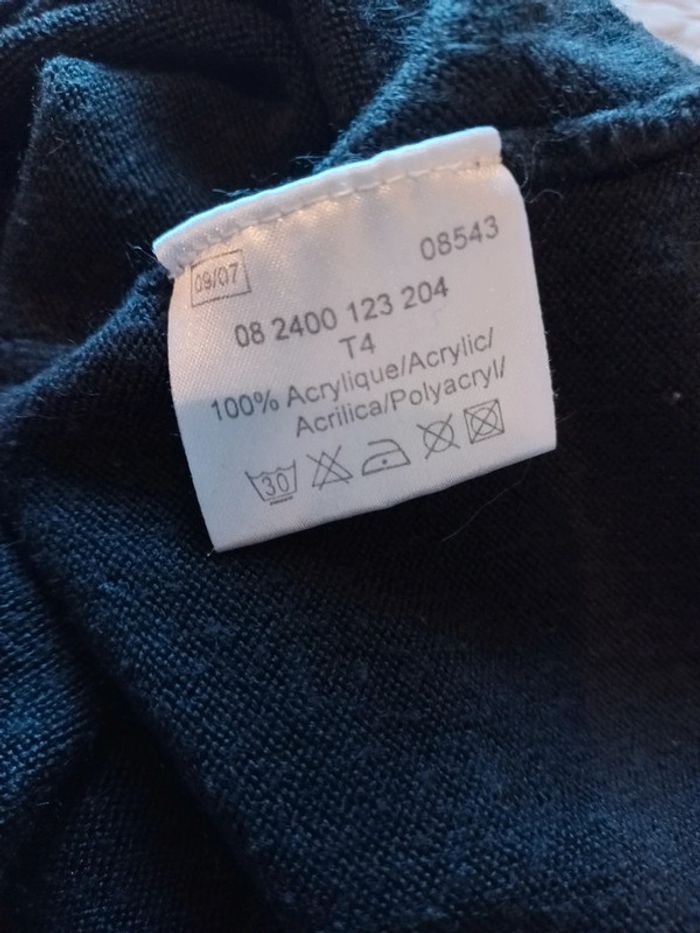 09/07
08543
08 2400 123 204
T4
100% Acrylique/Acrylic/
Acrilica/Polyacryl/
30